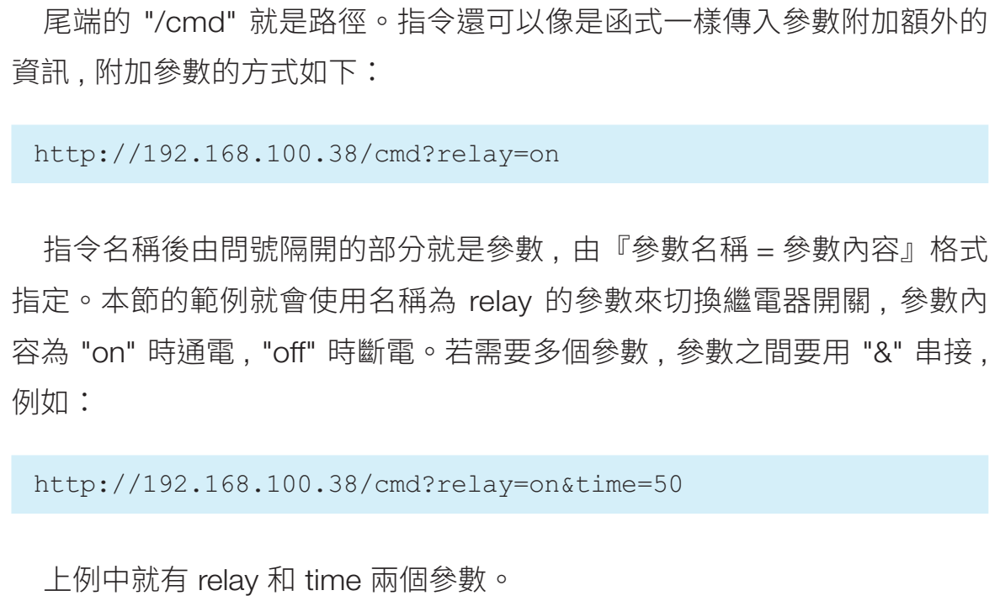 尾端的 "/cmd" 就是路徑。指令還可以像是函式一樣傳入參數附加額外的
資訊 , 附加參數的方式如下：
http://192.168.100.38/cmd?relay=on
指令名稱後由問號隔開的部分就是參數 , 由『參數名稱 = 參數內容』格式
指定。本節的範例就會使用名稱為 relay 的參數來切換繼電器開關 , 參數內
容為 "on" 時通電 , "off" 時斷電。若需要多個參數 , 參數之間要用 "&" 串接 ,
例如：
http://192.168.100.38/cmd?relay=on&time=50
上例中就有 relay 和 time 兩個參數。